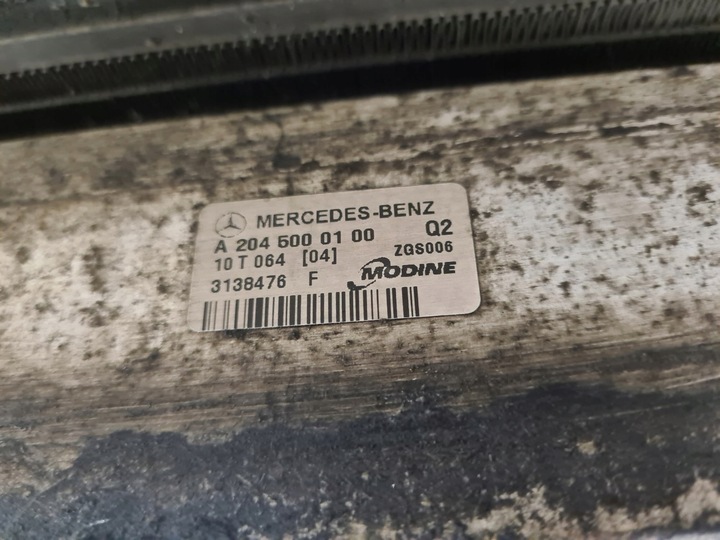 MERCEDES-BENZ
A 204 500 01 00 Q2
10 T 064 [04] ZGS006
3138476 F MODINE